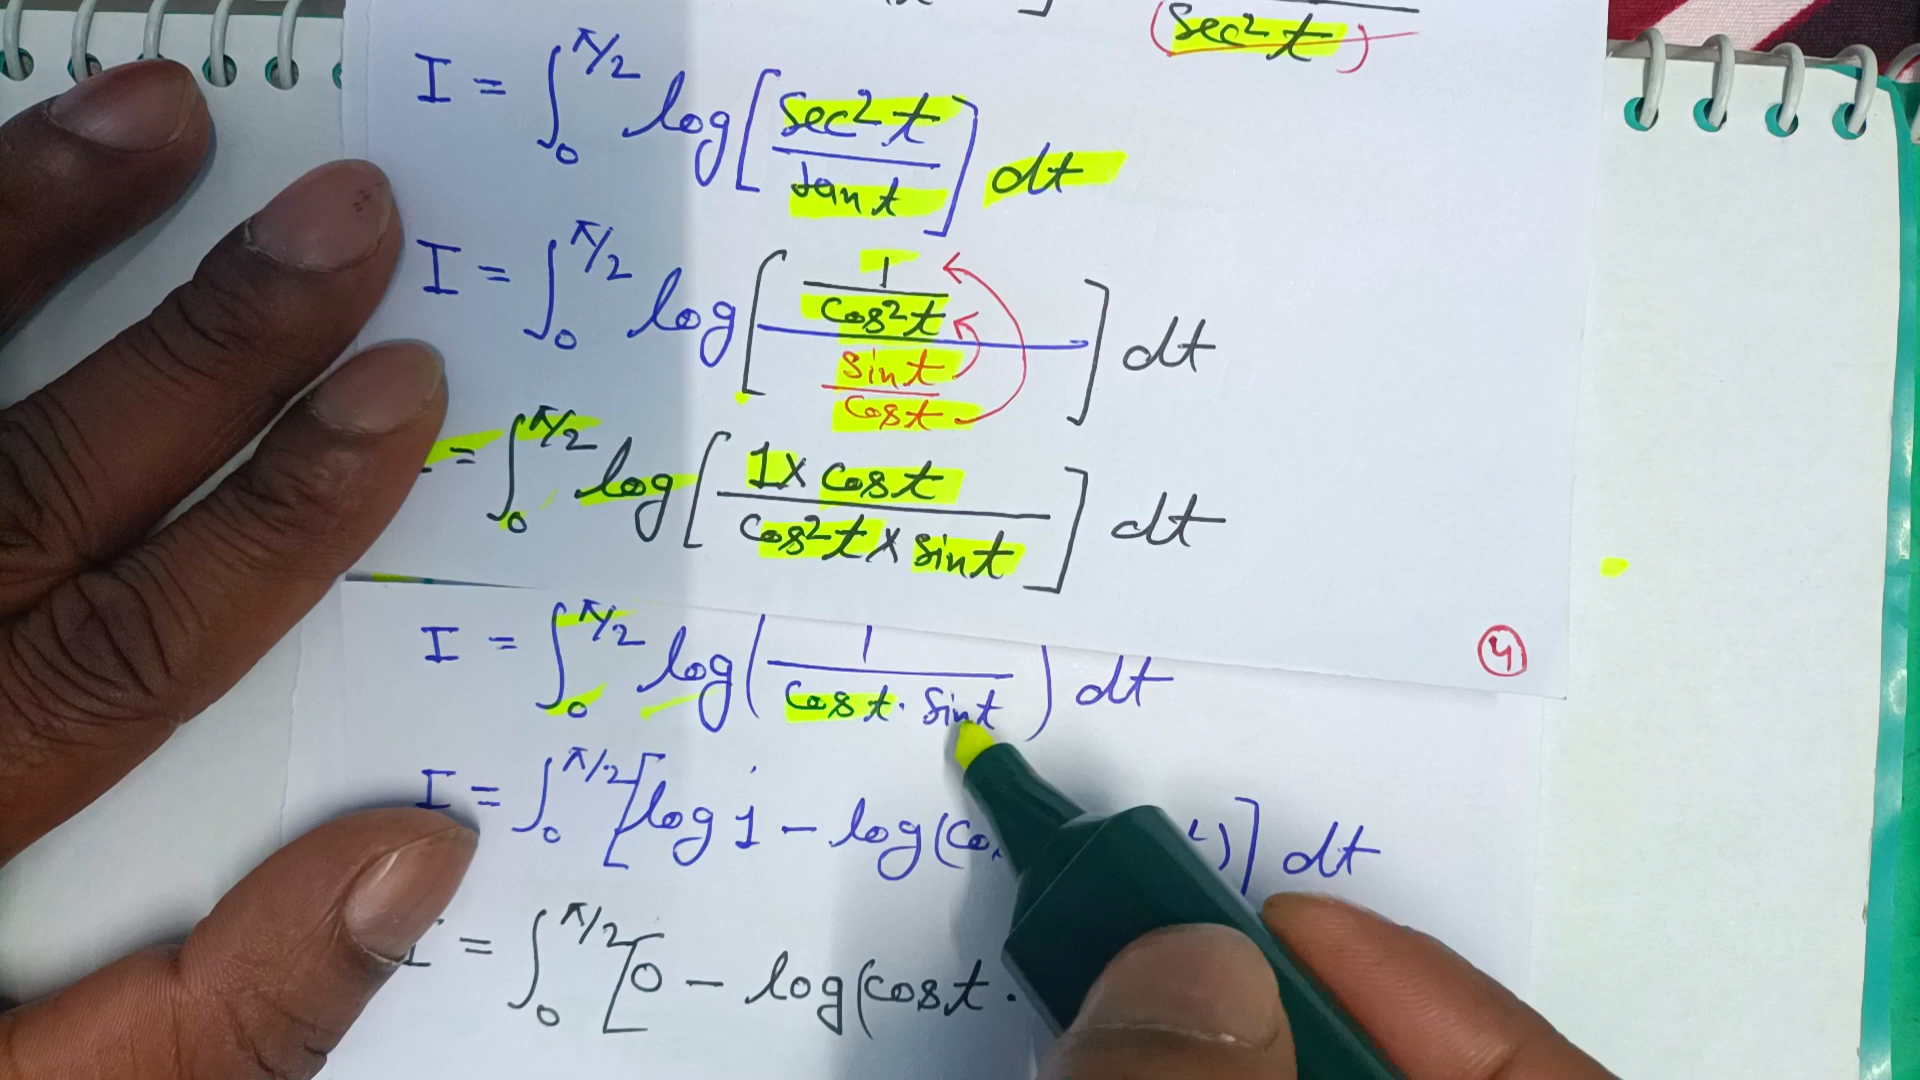 (sec²t)
I = ∫₀^π/2 log[sec²t / tan t] dt
I = ∫₀^π/2 log[(1 / cos²t) / (sin t / cos t)] dt
= ∫₀^π/2 log[1 × cos t / cos²t × sin t] dt
I = ∫₀^π/2 log(1 / cos t · sin t) dt
4
I = ∫₀^π/2 [log 1 - log(co )] dt
I = ∫₀^π/2 [0 - log(cos t ·